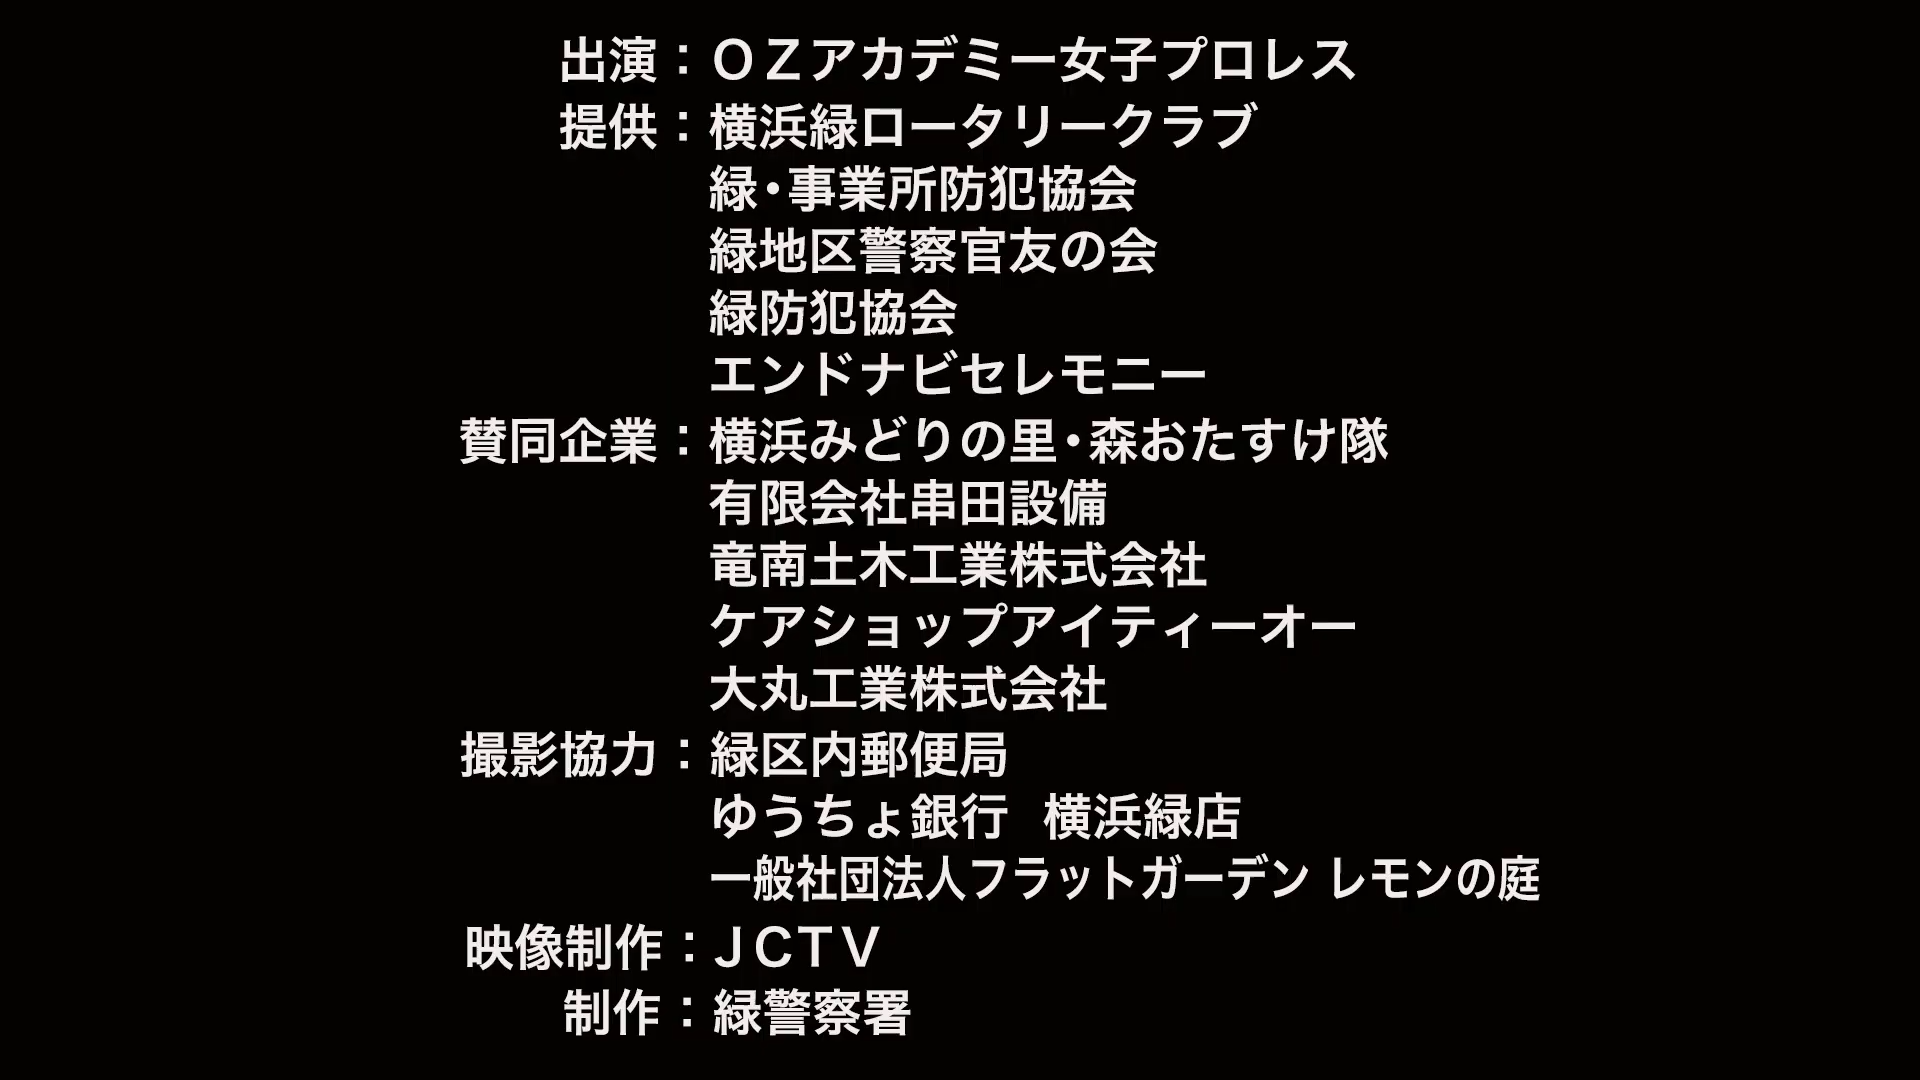 出演：ＯＺアカデミー女子プロレス
提供：横浜緑ロータリークラブ
緑・事業所防犯協会
緑地区警察官友の会
緑防犯協会
エンドナビセレモニー
賛同企業：横浜みどりの里・森おたすけ隊
有限会社串田設備
竜南土木工業株式会社
ケアショップアイティーオー
大丸工業株式会社
撮影協力：緑区内郵便局
ゆうちょ銀行　横浜緑店
一般社団法人フラットガーデン レモンの庭
映像制作：ＪＣＴＶ
制作：緑警察署